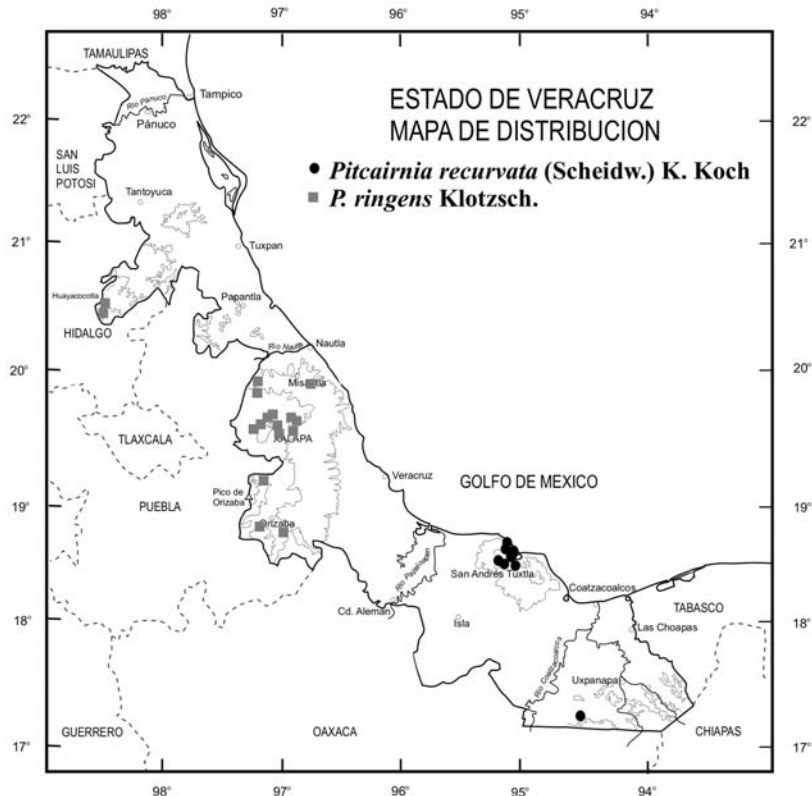 98° 97° 96° 95° 94°
TAMAULIPAS
Río Pánuco
Tampico
22°
Pánuco
22°
ESTADO DE VERACRUZ
MAPA DE DISTRIBUCION
Pitcairnia recurvata (Scheidw.) K. Koch
P. ringens Klotzsch.
SAN
LUIS
POTOSI
Tantoyuca
21°
Tuxpan
21°
Huayacocotla
Papantla
HIDALGO
Río Nautla
Nautla
20°
Misantla
20°
TLAXCALA
XALAPA
PUEBLA
Pico de
Orizaba
Veracruz
GOLFO DE MEXICO
19°
Orizaba
19°
Río Papaloapan
San Andrés Tuxtla
Coatzacoalcos
TABASCO
Cd. Alemán
Isla
Las Choapas
18°
18°
Río Coatzacoalcos
Uxpanapa
GUERRERO
OAXACA
CHIAPAS
17°
17°
98° 97° 96° 95° 94°